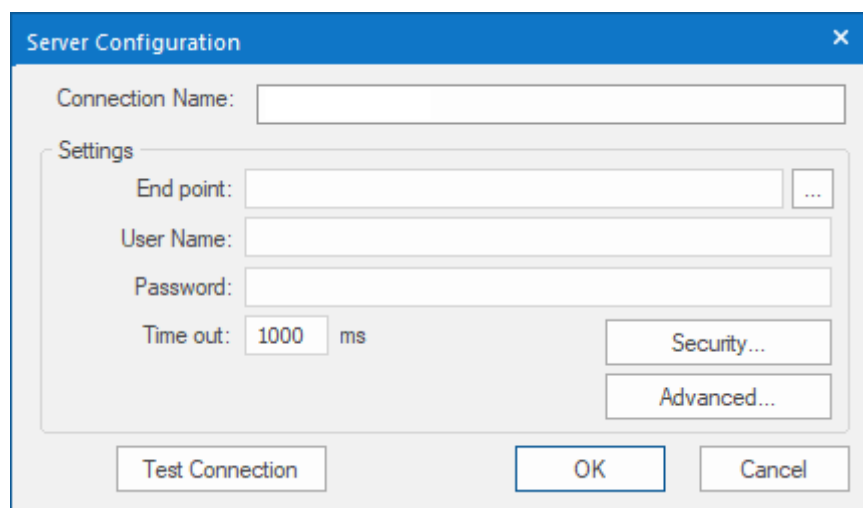 Server Configuration ×
Connection Name:
Settings
End point: ...
User Name:
Password:
Time out: 1000 ms
Security...
Advanced...
Test Connection OK Cancel